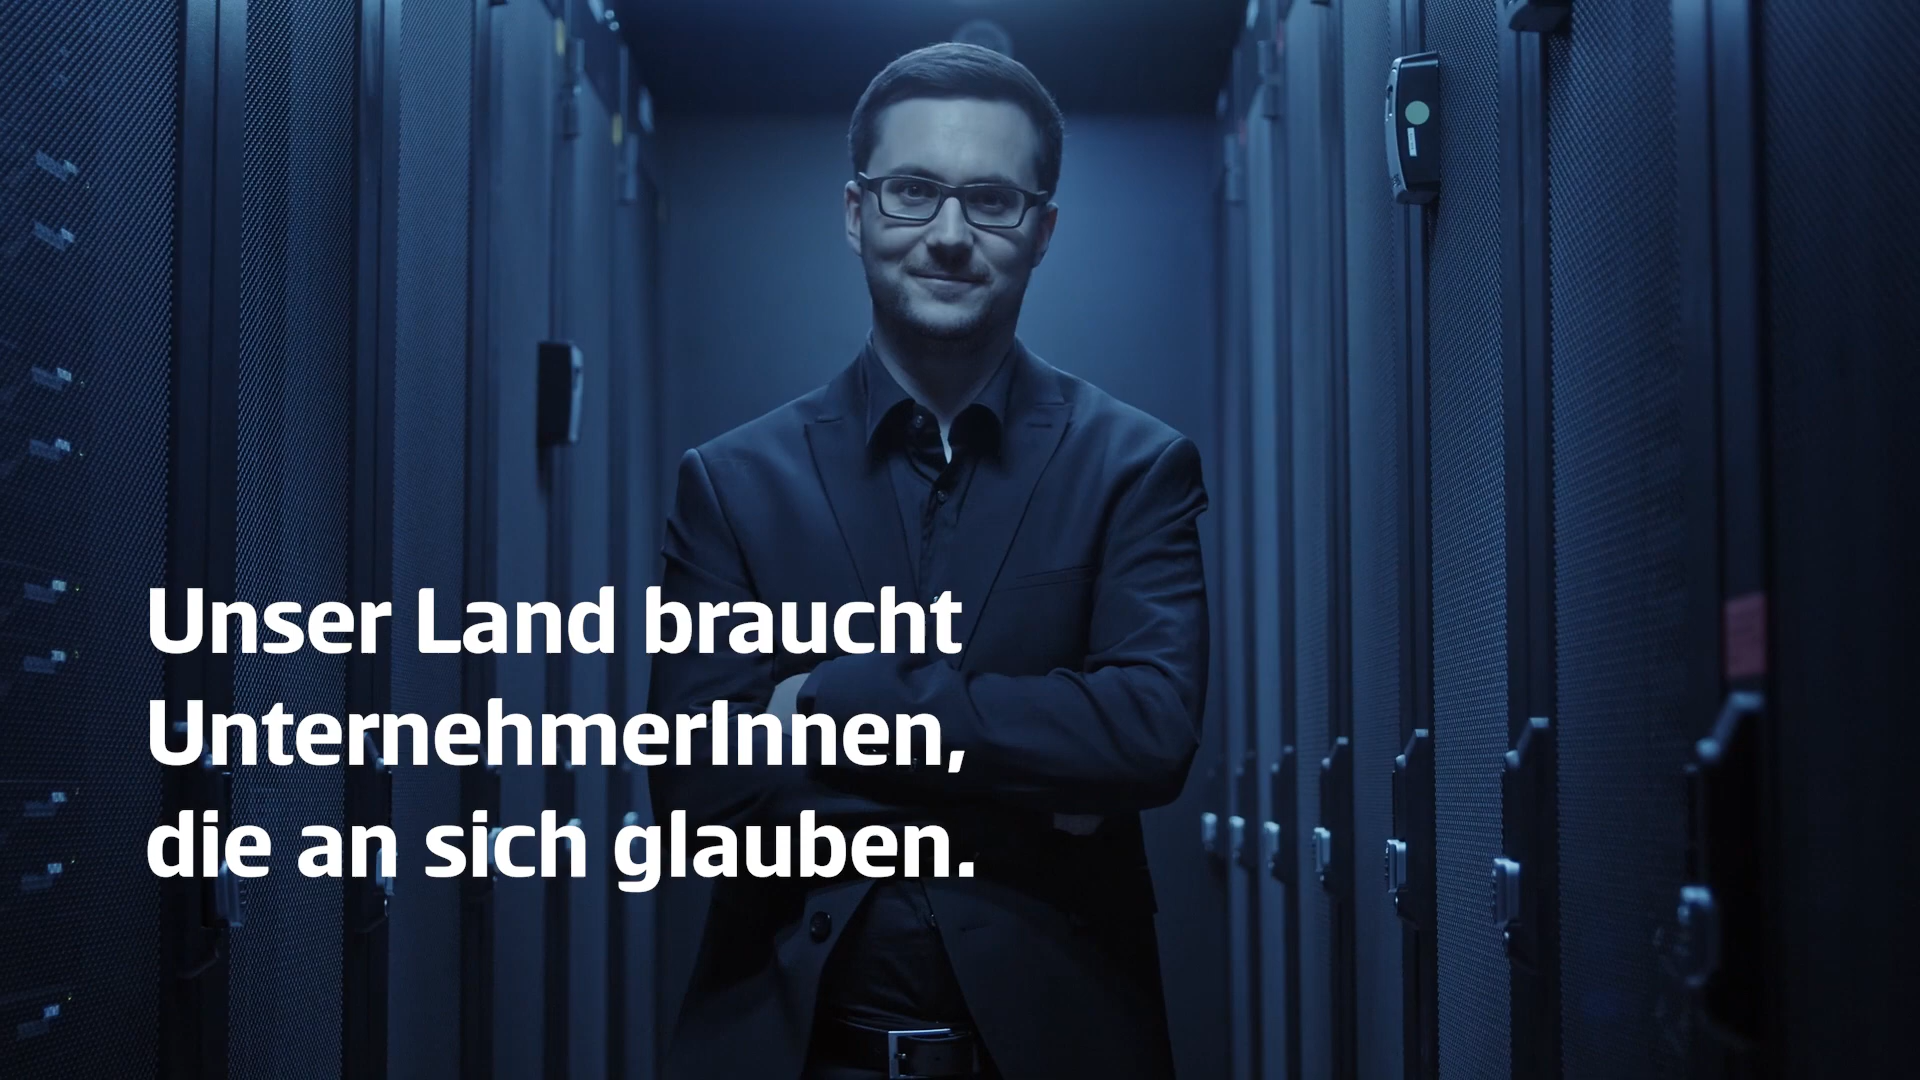 Unser Land braucht
UnternehmerInnen,
die an sich glauben.